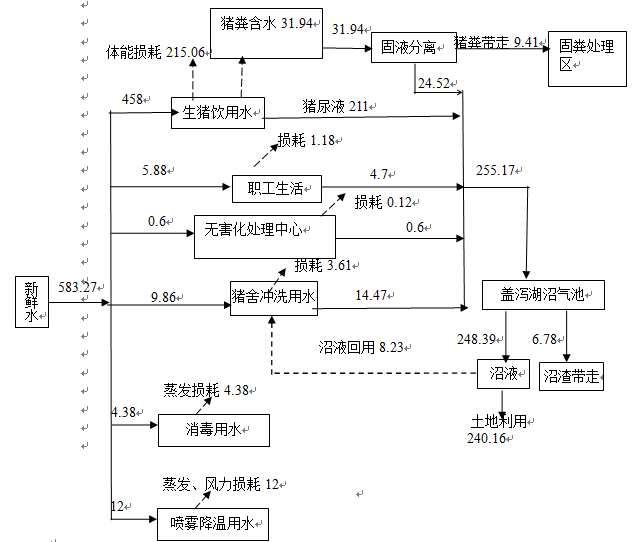 猪粪含水 31.94
31.94
固液分离
猪粪带走 9.41
固粪处理
区
体能损耗 215.06
24.52
458
生猪饮用水
猪尿液 211
损耗 1.18
5.88
职工生活
4.7
255.17
损耗 0.12
0.6
无害化处理中心
0.6
损耗 3.61
新鲜水
583.27
9.86
猪舍冲洗用水
14.47
盖泻湖沼气池
沼液回用 8.23
248.39
6.78
沼液
沼渣带走
蒸发损耗 4.38
4.38
消毒用水
土地利用
240.16
蒸发、风力损耗 12
12
喷雾降温用水